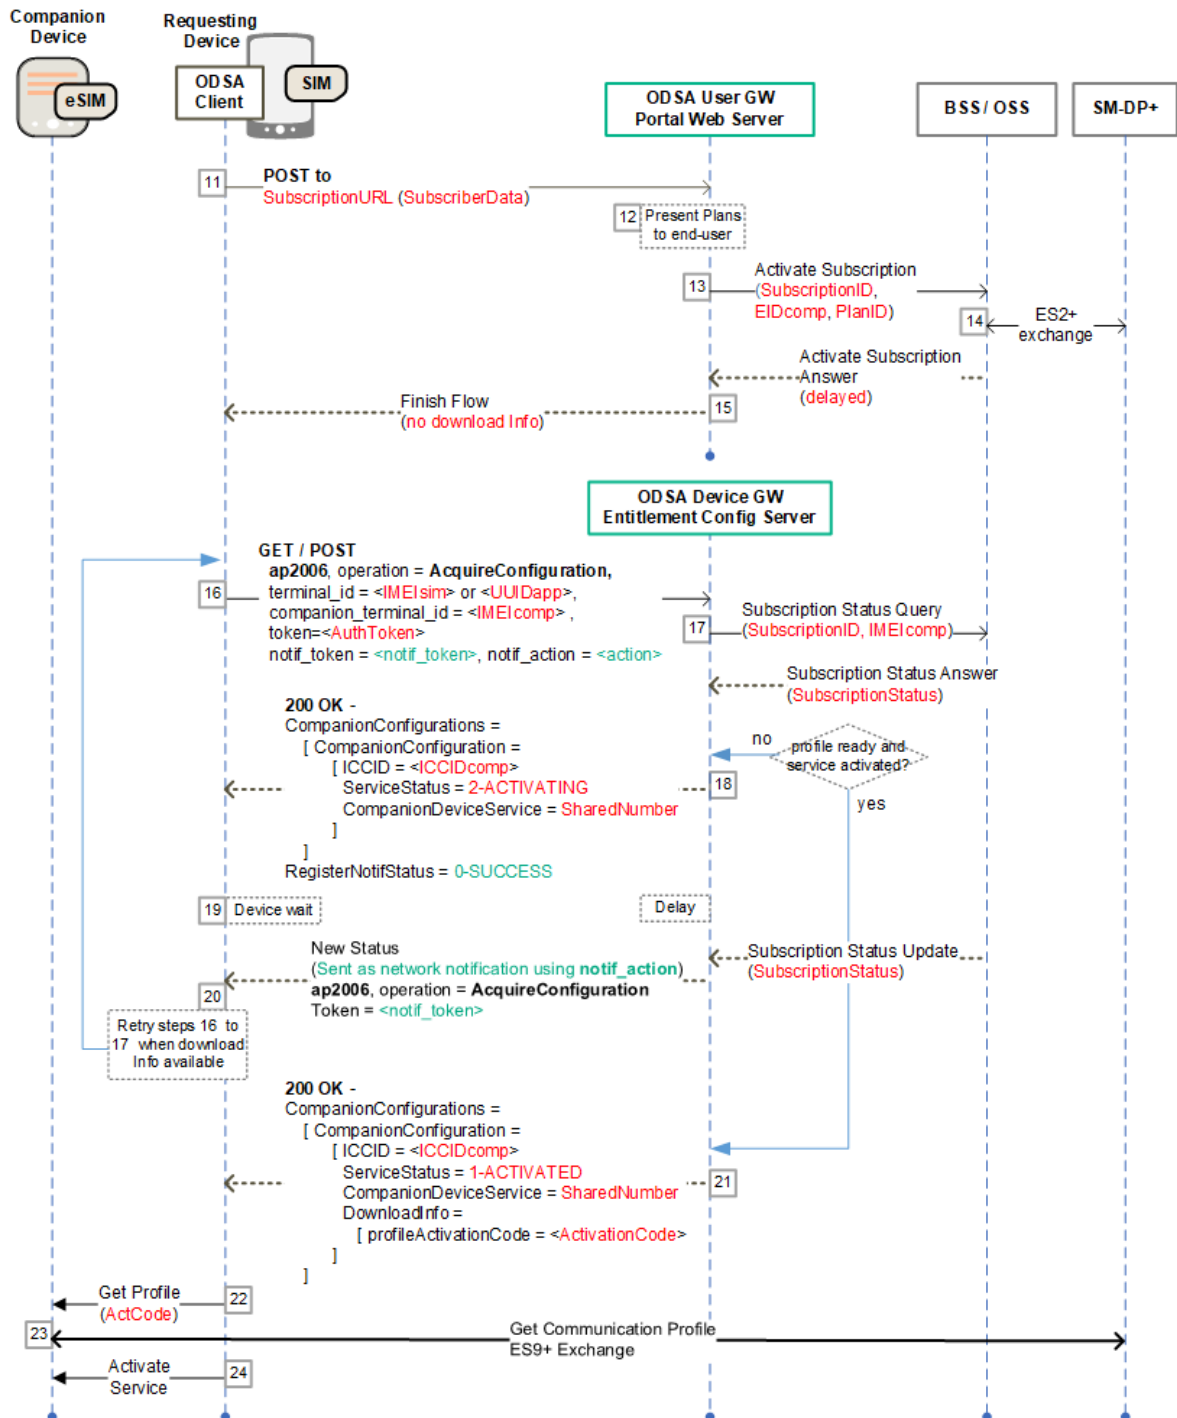 Companion
Device
Requesting
Device
eSIM
ODSA
Client
SIM
ODSA User GW
Portal Web Server
BSS / OSS
SM-DP+
11
POST to
SubscriptionURL (SubscriberData)
12
Present Plans
to end-user
13
Activate Subscription
(SubscriptionID,
EIDcomp, PlanID)
14
ES2+
exchange
Activate Subscription
Answer
(delayed)
15
Finish Flow
(no download Info)
ODSA Device GW
Entitlement Config Server
GET / POST
16
ap2006, operation = AcquireConfiguration,
terminal_id = <IMEIsim> or <UUIDapp>,
companion_terminal_id = <IMEIcomp> ,
token=<AuthToken>
notif_token = <notif_token>, notif_action = <action>
17
Subscription Status Query
(SubscriptionID, IMEIcomp)
Subscription Status Answer
(SubscriptionStatus)
no
profile ready and
service activated?
yes
18
200 OK -
CompanionConfigurations =
[ CompanionConfiguration =
[ ICCID = <ICCIDcomp>
ServiceStatus = 2-ACTIVATING
CompanionDeviceService = SharedNumber
]
]
RegisterNotifStatus = 0-SUCCESS
19
Device wait
Delay
Subscription Status Update
(SubscriptionStatus)
New Status
(Sent as network notification using notif_action)
ap2006, operation = AcquireConfiguration
Token = <notif_token>
20
Retry steps 16 to
17 when download
Info available
200 OK -
CompanionConfigurations =
[ CompanionConfiguration =
[ ICCID = <ICCIDcomp>
ServiceStatus = 1-ACTIVATED
CompanionDeviceService = SharedNumber
DownloadInfo =
[ profileActivationCode = <ActivationCode>
]
]
21
22
Get Profile
(ActCode)
23
Get Communication Profile
ES9+ Exchange
24
Activate
Service